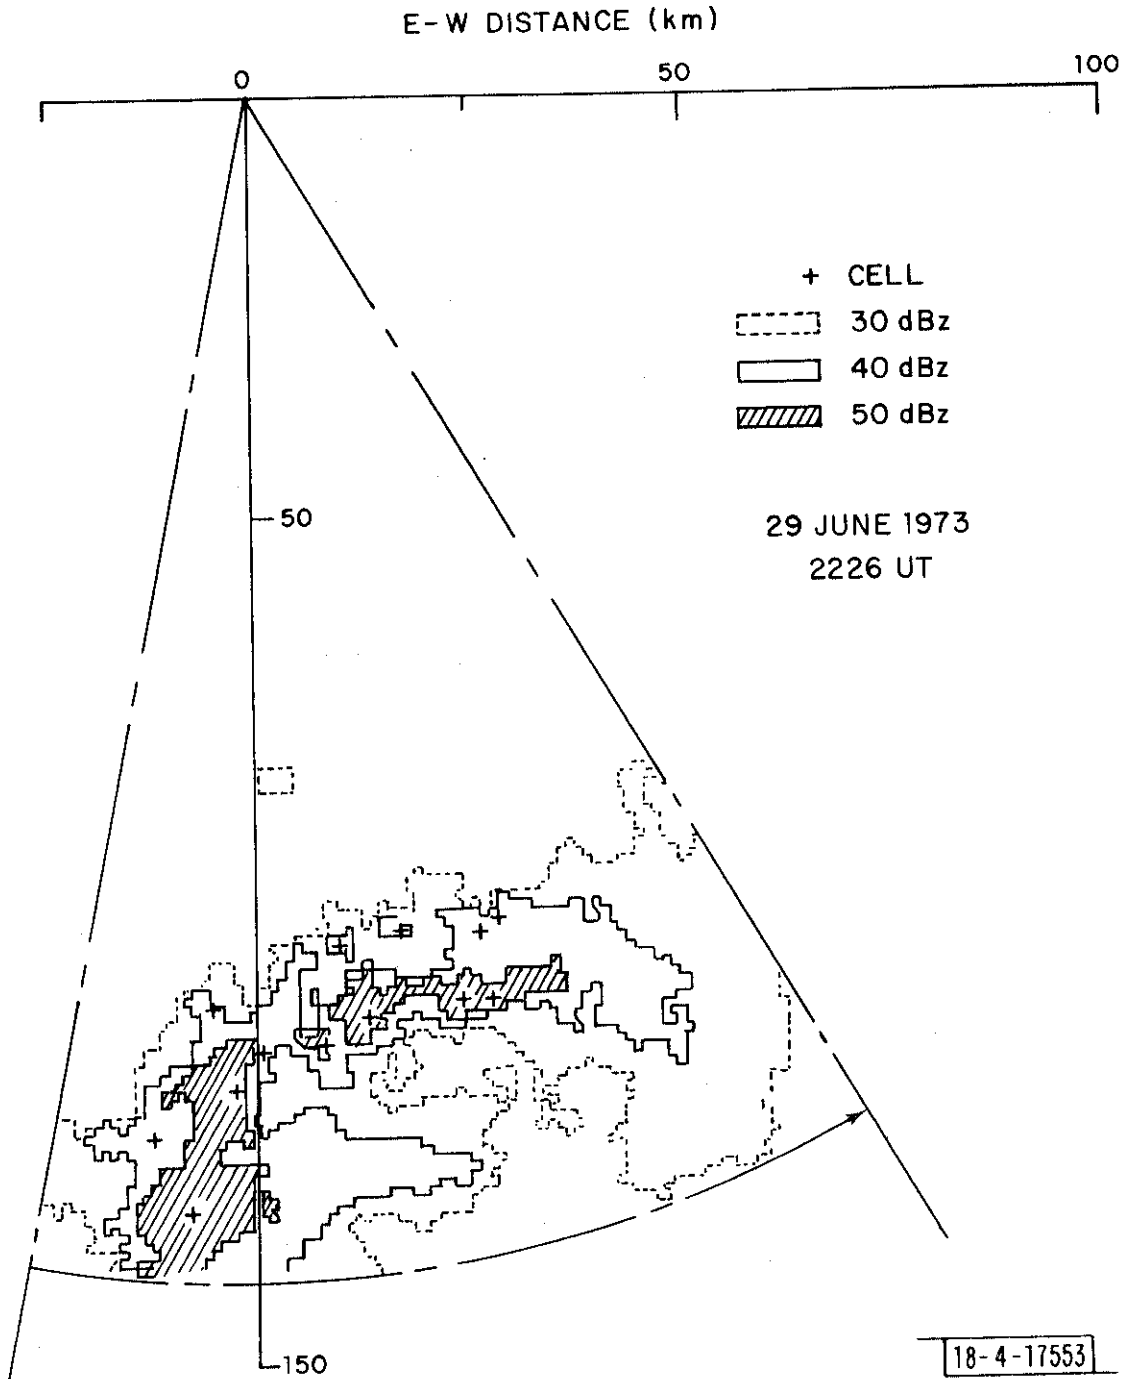 E-W DISTANCE (km)
0 50 100
+ CELL
30 dBz
40 dBz
50 dBz
50
29 JUNE 1973
2226 UT
150
18-4-17553